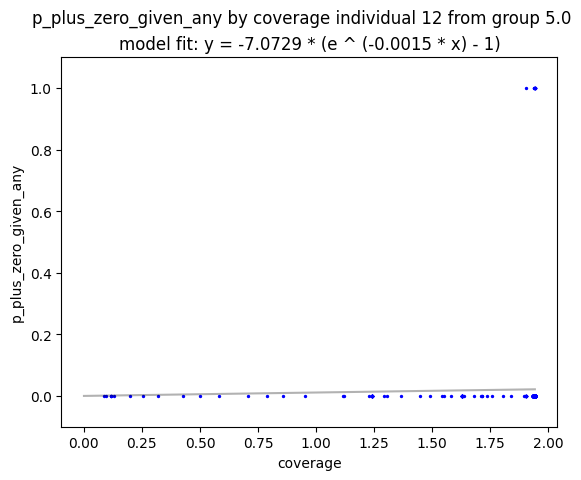 p_plus_zero_given_any by coverage individual 12 from group 5.0
model fit: y = -7.0729 * (e ^ (-0.0015 * x) - 1)
1.0
0.8
0.6
0.4
0.2
0.0
p_plus_zero_given_any
0.00 0.25 0.50 0.75 1.00 1.25 1.50 1.75 2.00
coverage